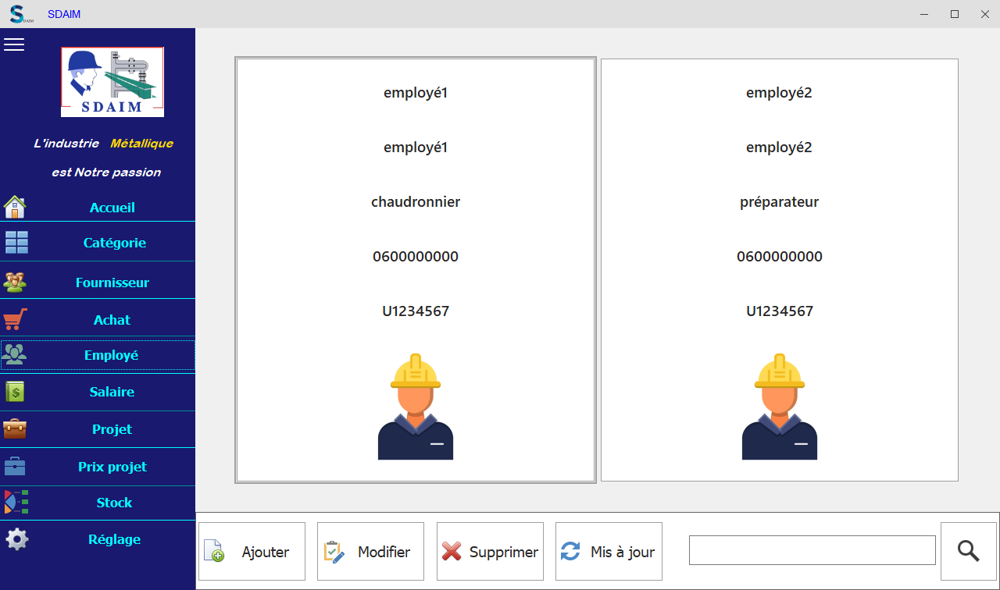 SDAIM
SDAIM
SDAIM
L'industrie Métallique
est Notre passion
Accueil
Catégorie
Fournisseur
Achat
Employé
Salaire
Projet
Prix projet
Stock
Réglage
employé1
employé1
chaudronnier
0600000000
U1234567
employé2
employé2
préparateur
0600000000
U1234567
Ajouter
Modifier
Supprimer
Mis à jour